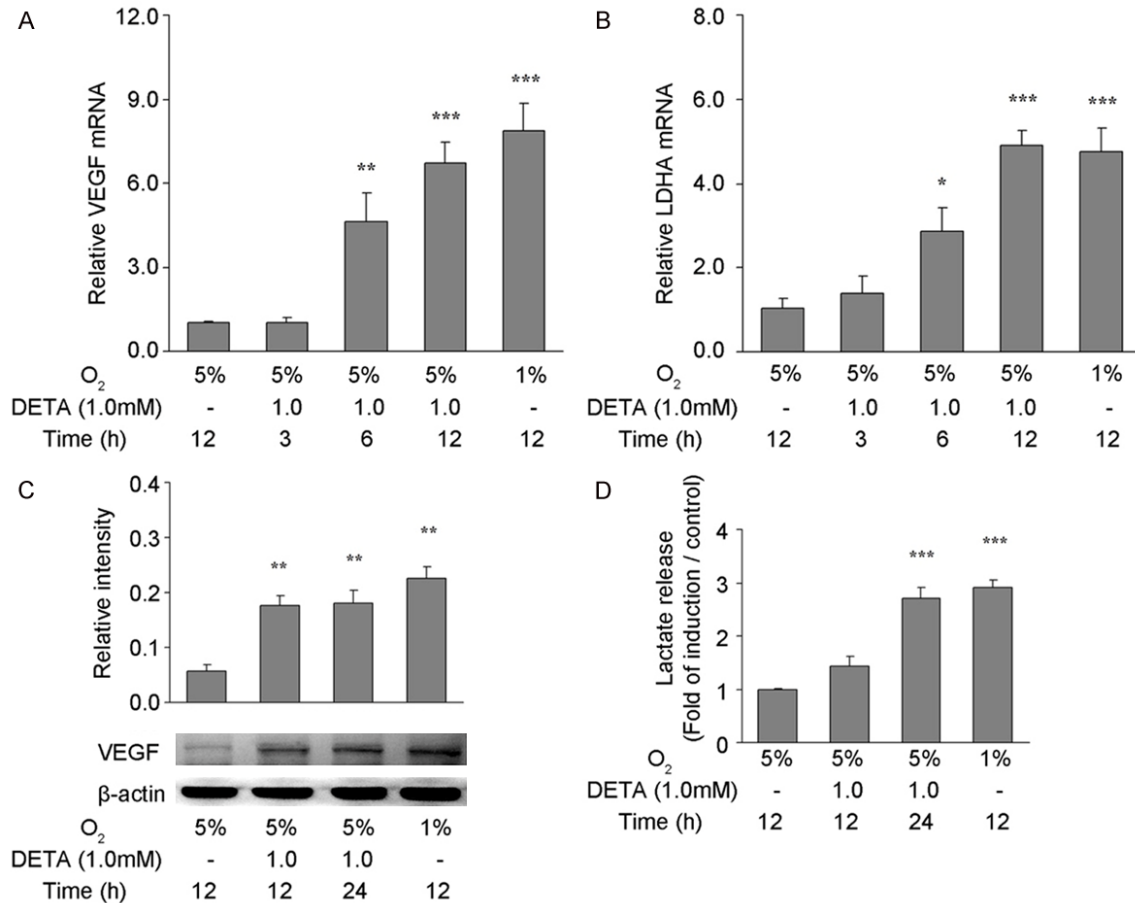 A
12.0
9.0
6.0
3.0
0.0
Relative VEGF mRNA
** *** ***
O2 5% 5% 5% 5% 1%
DETA (1.0mM) - 1.0 1.0 1.0 -
Time (h) 12 3 6 12 12
B
8.0
6.0
4.0
2.0
0.0
Relative LDHA mRNA
* *** ***
O2 5% 5% 5% 5% 1%
DETA (1.0mM) - 1.0 1.0 1.0 -
Time (h) 12 3 6 12 12
C
0.4
0.3
0.2
0.1
0.0
Relative intensity
** ** **
VEGF
β-actin
O2 5% 5% 5% 1%
DETA (1.0mM) - 1.0 1.0 -
Time (h) 12 12 24 12
D
4
3
2
1
0
Lactate release
(Fold of induction / control)
*** ***
O2 5% 5% 5% 1%
DETA (1.0mM) - 1.0 1.0 -
Time (h) 12 12 24 12